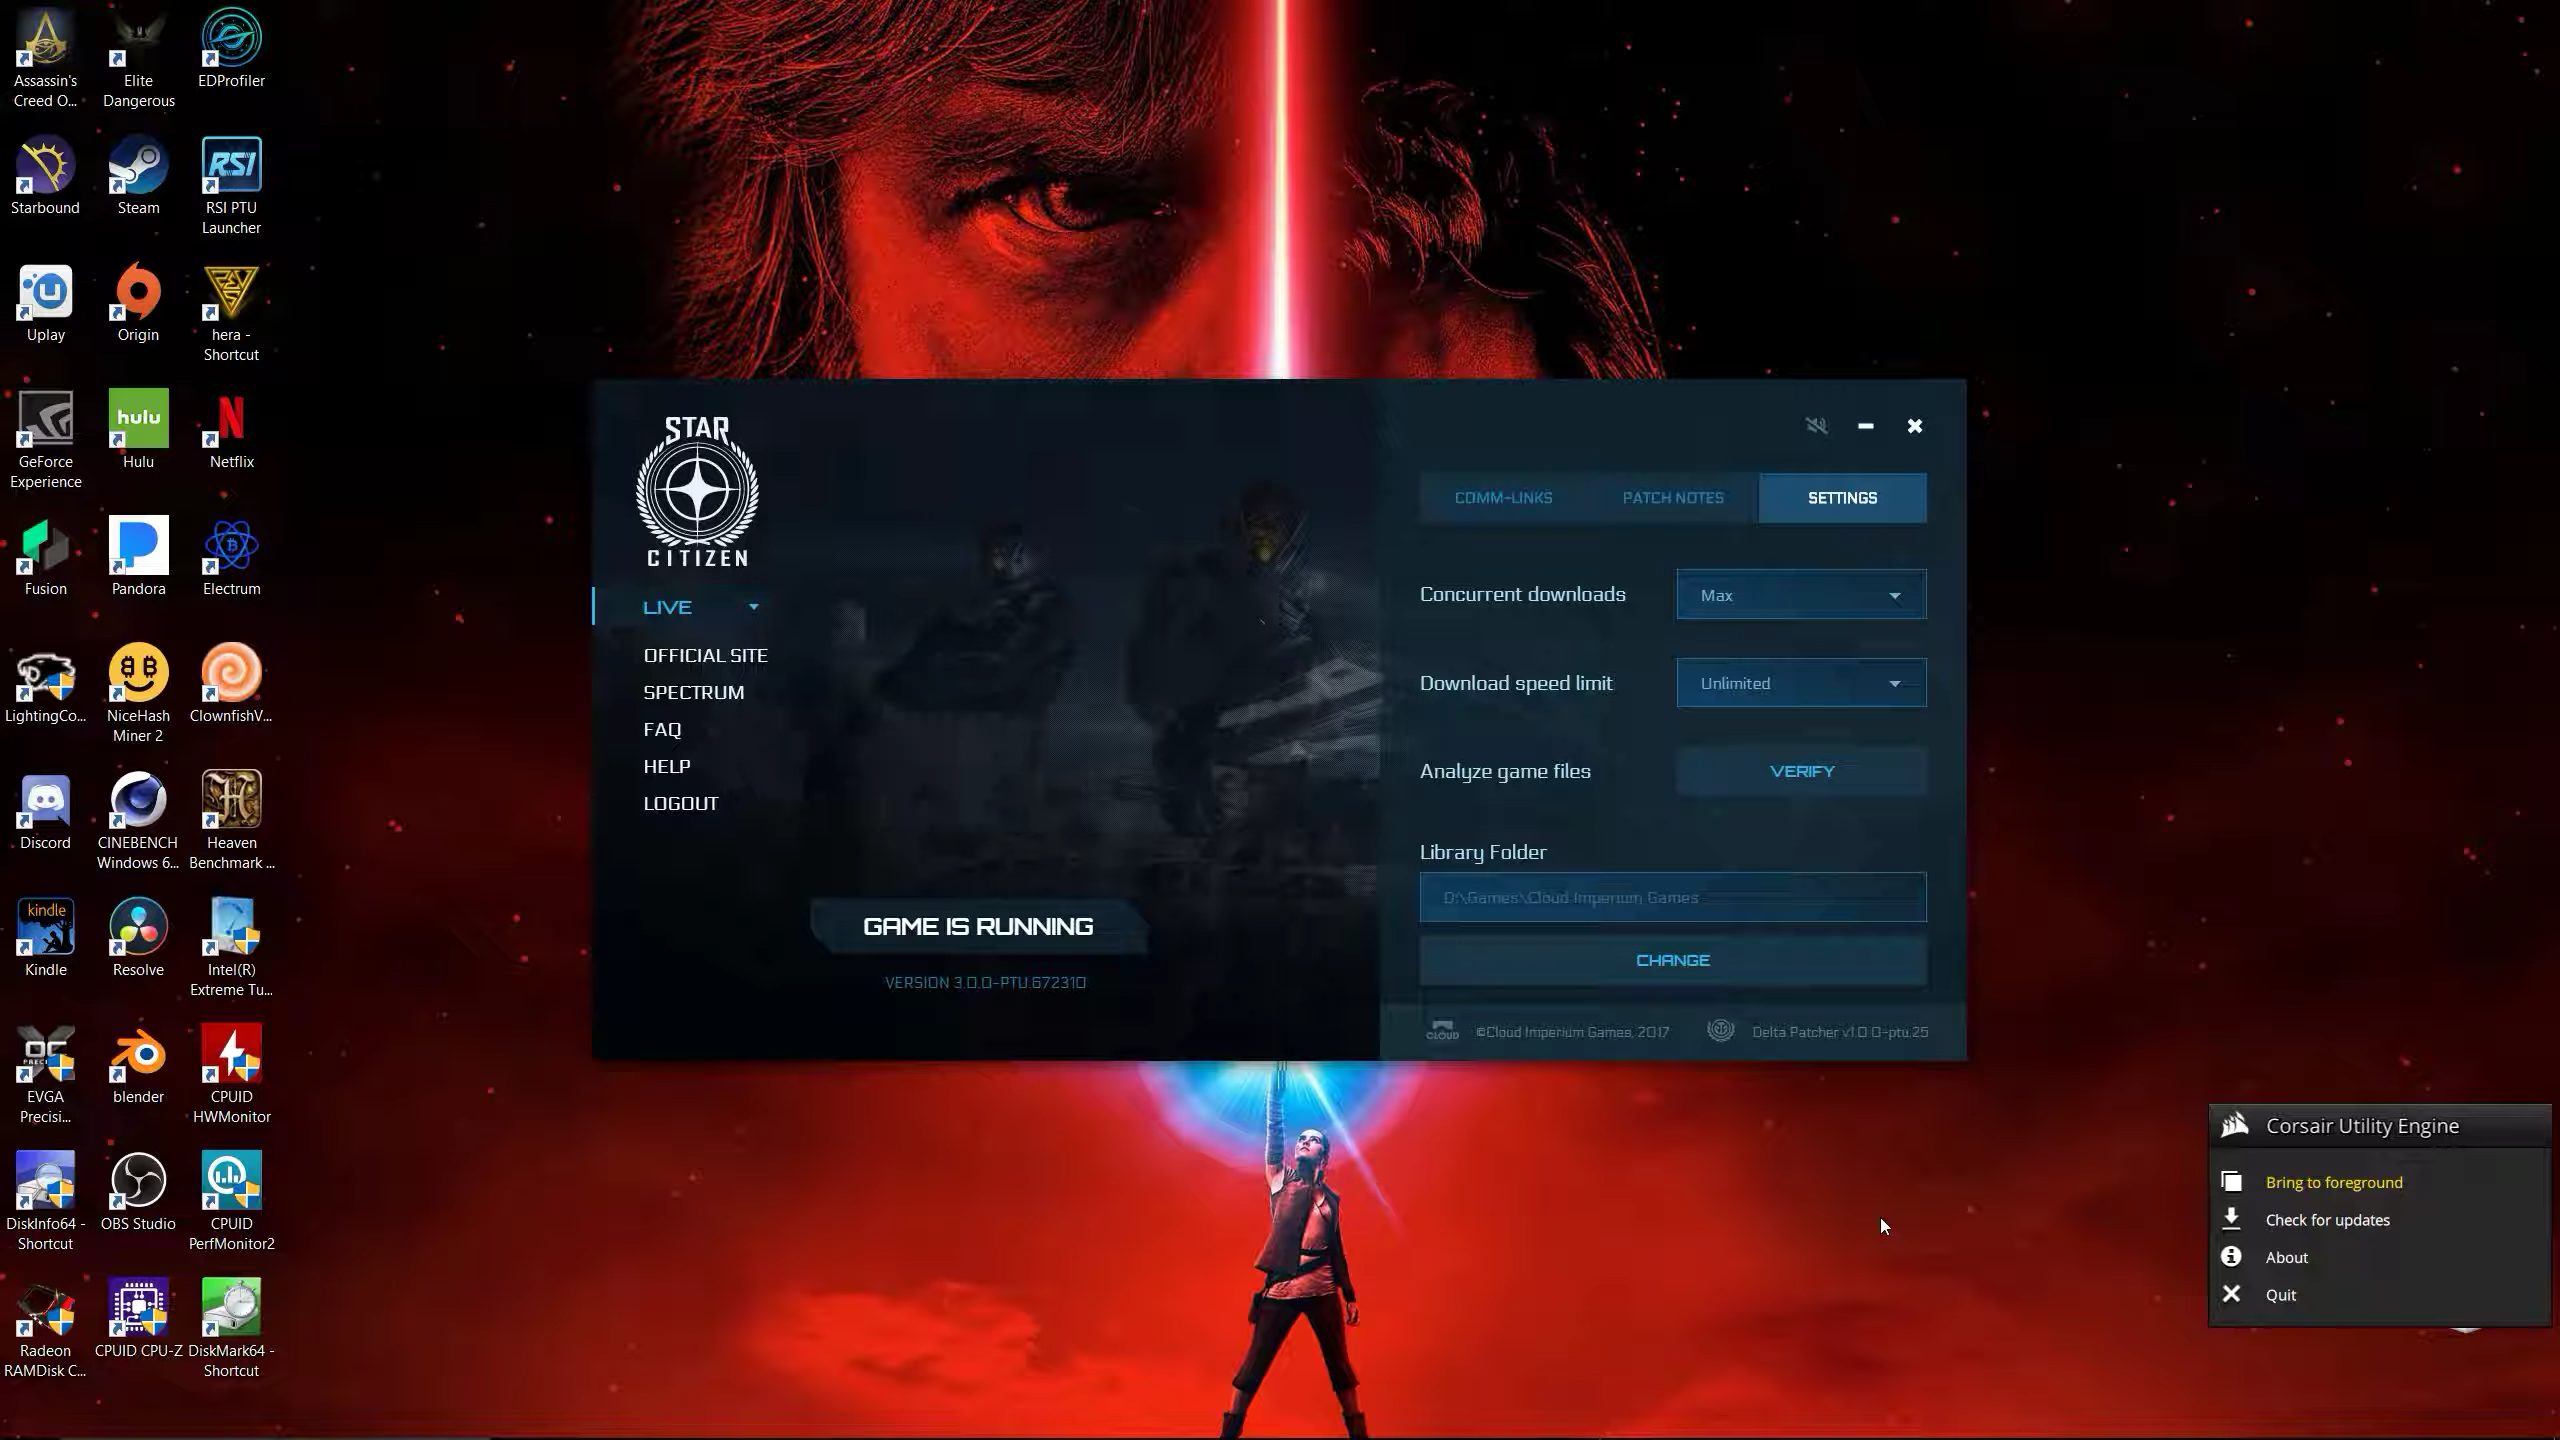 Assassin's
Creed O...
Elite
Dangerous
EDProfiler
Starbound
Steam
RSI
RSI PTU
Launcher
Uplay
Origin
hera -
Shortcut
GeForce
Experience
hulu
Hulu
Netflix
Fusion
Pandora
Electrum
LightingCo...
NiceHash
Miner 2
ClownfishV...
Discord
CINEBENCH
Windows 6...
Heaven
Benchmark ...
kindle
Kindle
Resolve
Intel(R)
Extreme Tu...
EVGA
Precisi...
blender
CPUID
HWMonitor
DiskInfo64 -
Shortcut
OBS Studio
CPUID
PerfMonitor2
Radeon
RAMDisk C...
CPUID CPU-Z
DiskMark64 -
Shortcut
STAR
CITIZEN
LIVE
OFFICIAL SITE
SPECTRUM
FAQ
HELP
LOGOUT
GAME IS RUNNING
VERSION 3.0.0-PTU.672310
COMM-LINKS
PATCH NOTES
SETTINGS
Concurrent downloads
Max
Download speed limit
Unlimited
Analyze game files
VERIFY
Library Folder
D:\Games\Cloud Imperium Games
CHANGE
CLOUD
©Cloud Imperium Games, 2017
Delta Patcher v1.0.0-ptu.25
Corsair Utility Engine
Bring to foreground
Check for updates
About
Quit